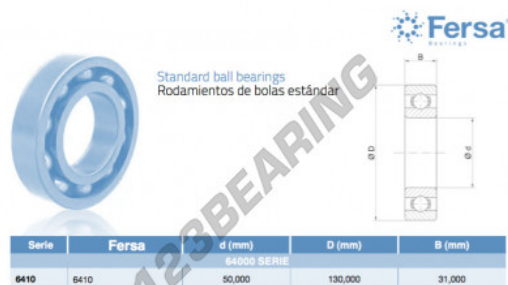 Fersa
Bearings
Standard ball bearings
Rodamientos de bolas estándar
B
Ø D
Ø d
123BEARING
Serie Fersa d (mm) D (mm) B (mm)
64000 SERIE
6410 6410 50,000 130,000 31,000